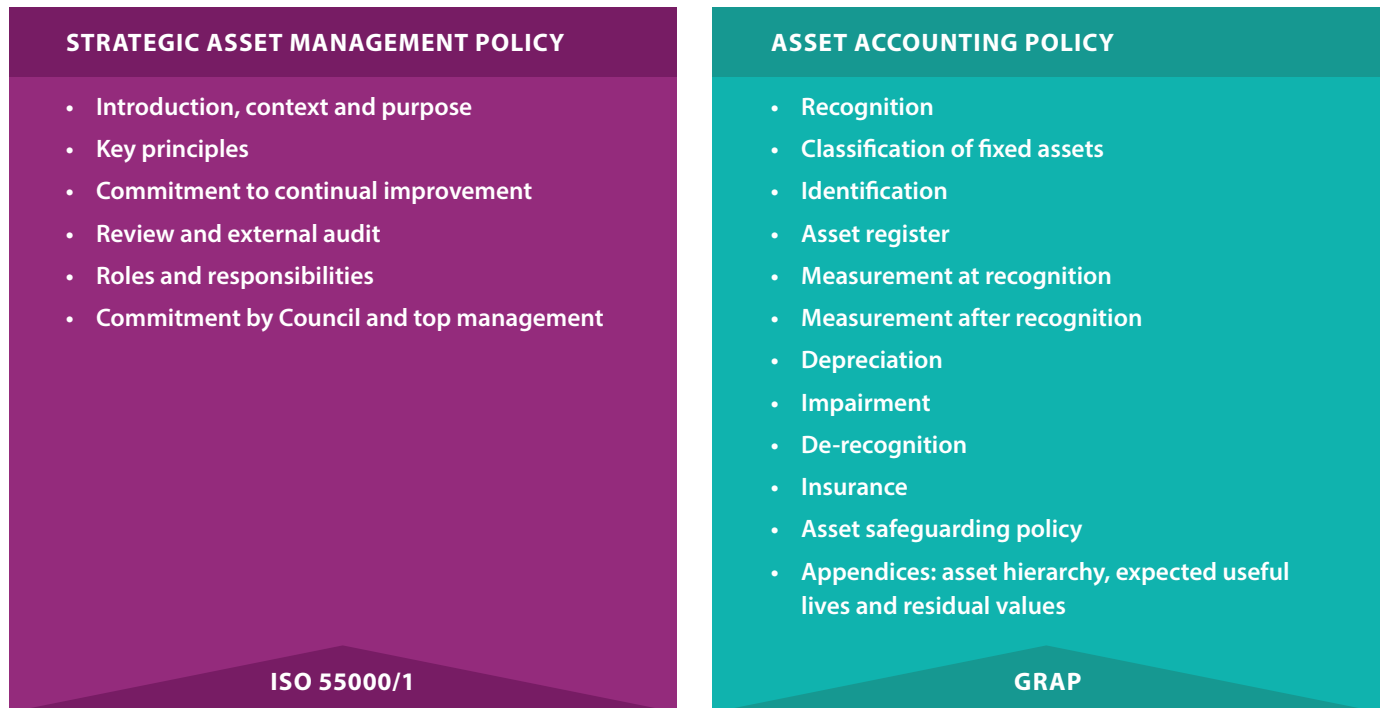 STRATEGIC ASSET MANAGEMENT POLICY
• Introduction, context and purpose
• Key principles
• Commitment to continual improvement
• Review and external audit
• Roles and responsibilities
• Commitment by Council and top management
ISO 55000/1
ASSET ACCOUNTING POLICY
• Recognition
• Classification of fixed assets
• Identification
• Asset register
• Measurement at recognition
• Measurement after recognition
• Depreciation
• Impairment
• De-recognition
• Insurance
• Asset safeguarding policy
• Appendices: asset hierarchy, expected useful
lives and residual values
GRAP